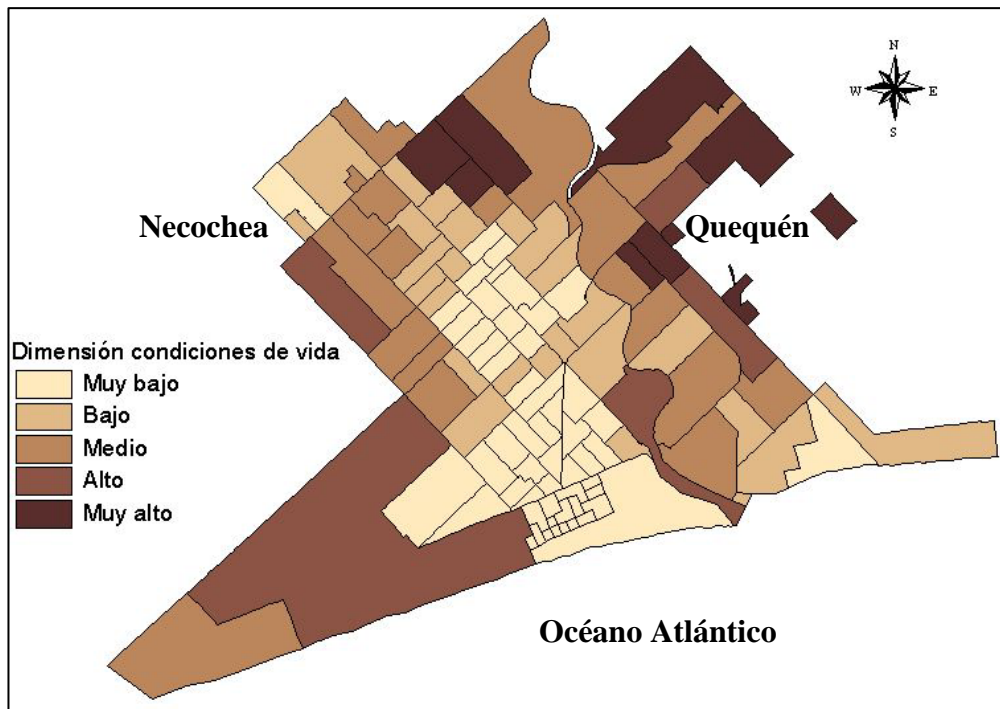 N
W E
S
Necochea
Quequén
Dimensión condiciones de vida
Muy bajo
Bajo
Medio
Alto
Muy alto
Océano Atlántico